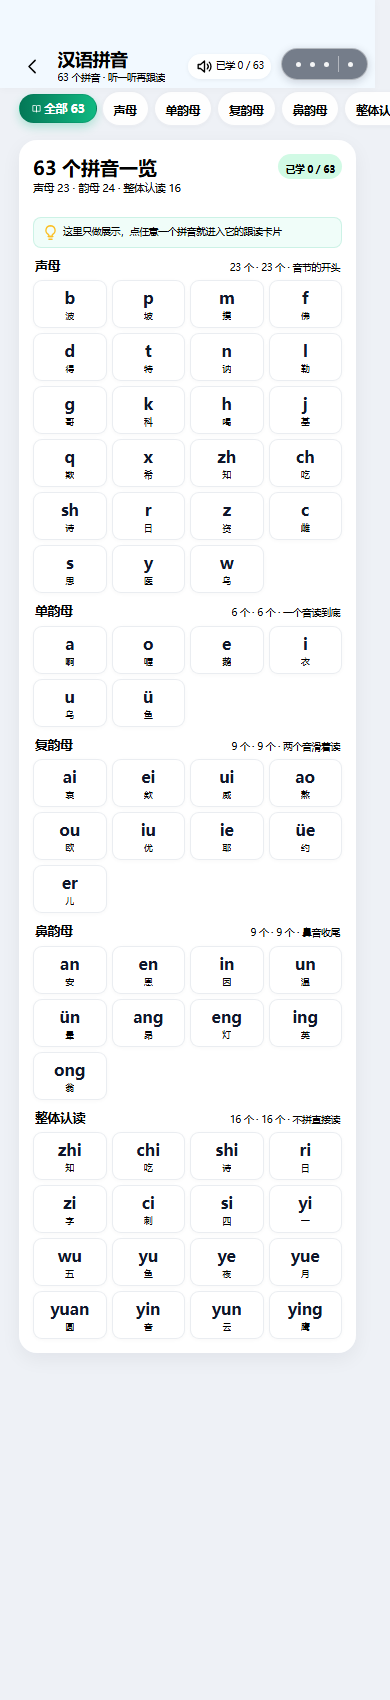 汉语拼音
63 个拼音 · 听一听再跟读
已学 0 / 63
全部 63
声母
单韵母
复韵母
鼻韵母
整体认
63 个拼音一览
已学 0 / 63
声母 23 · 韵母 24 · 整体认读 16
这里只做展示，点任意一个拼音就进入它的跟读卡片
声母
23 个 · 23 个 · 音节的开头
b p m f
波 坡 摸 佛
d t n l
得 特 讷 勒
g k h j
哥 科 喝 基
q x zh ch
欺 希 知 吃
sh r z c
诗 日 资 雌
s y w
思 医 乌
单韵母
6 个 · 6 个 · 一个音读到底
a o e i
啊 喔 鹅 衣
u ü
乌 鱼
复韵母
9 个 · 9 个 · 两个音滑着读
ai ei ui ao
哀 欸 威 熬
ou iu ie üe
欧 优 耶 约
er
儿
鼻韵母
9 个 · 9 个 · 鼻音收尾
an en in un
安 恩 因 温
ün ang eng ing
晕 昂 灯 英
ong
翁
整体认读
16 个 · 16 个 · 不拼直接读
zhi chi shi ri
知 吃 诗 日
zi ci si yi
字 刺 四 一
wu yu ye yue
五 鱼 夜 月
yuan yin yun ying
圆 音 云 鹰